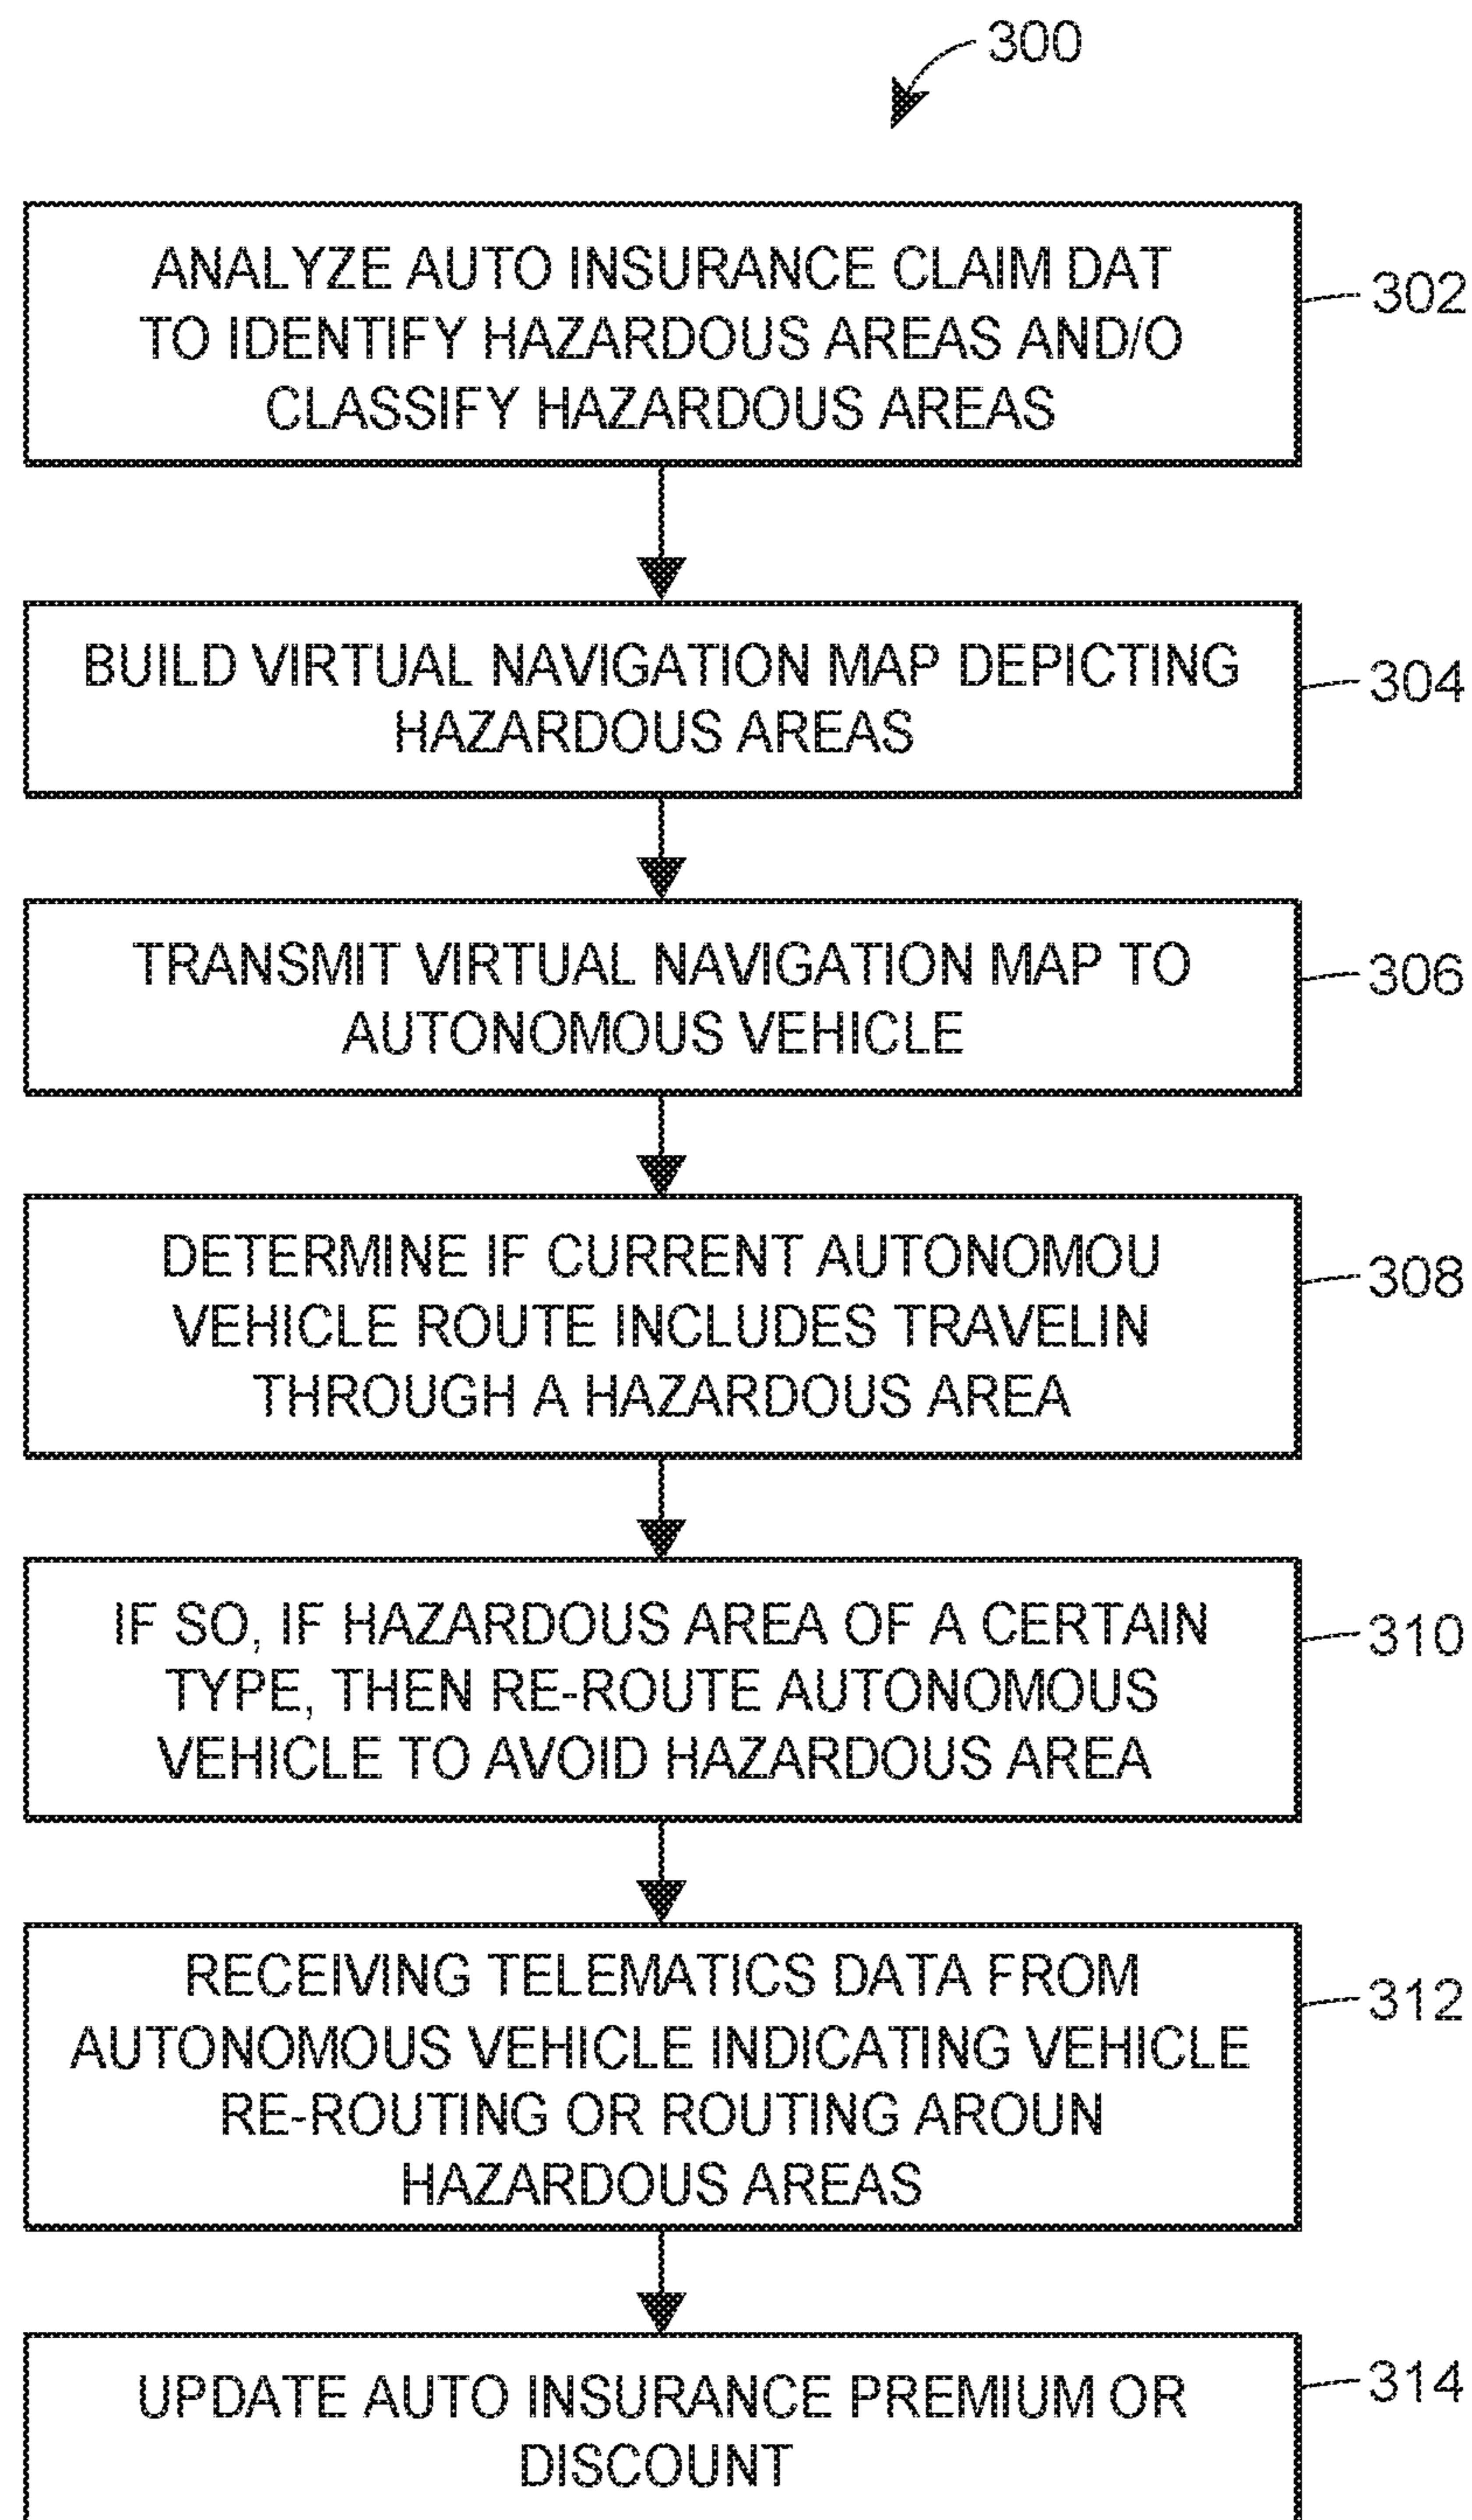 300
ANALYZE AUTO INSURANCE CLAIM DAT
TO IDENTIFY HAZARDOUS AREAS AND/O
CLASSIFY HAZARDOUS AREAS
302
BUILD VIRTUAL NAVIGATION MAP DEPICTING
HAZARDOUS AREAS
304
TRANSMIT VIRTUAL NAVIGATION MAP TO
AUTONOMOUS VEHICLE
306
DETERMINE IF CURRENT AUTONOMOU
VEHICLE ROUTE INCLUDES TRAVELIN
THROUGH A HAZARDOUS AREA
308
IF SO, IF HAZARDOUS AREA OF A CERTAIN
TYPE, THEN RE-ROUTE AUTONOMOUS
VEHICLE TO AVOID HAZARDOUS AREA
310
RECEIVING TELEMATICS DATA FROM
AUTONOMOUS VEHICLE INDICATING VEHICLE
RE-ROUTING OR ROUTING AROUN
HAZARDOUS AREAS
312
UPDATE AUTO INSURANCE PREMIUM OR
DISCOUNT
314